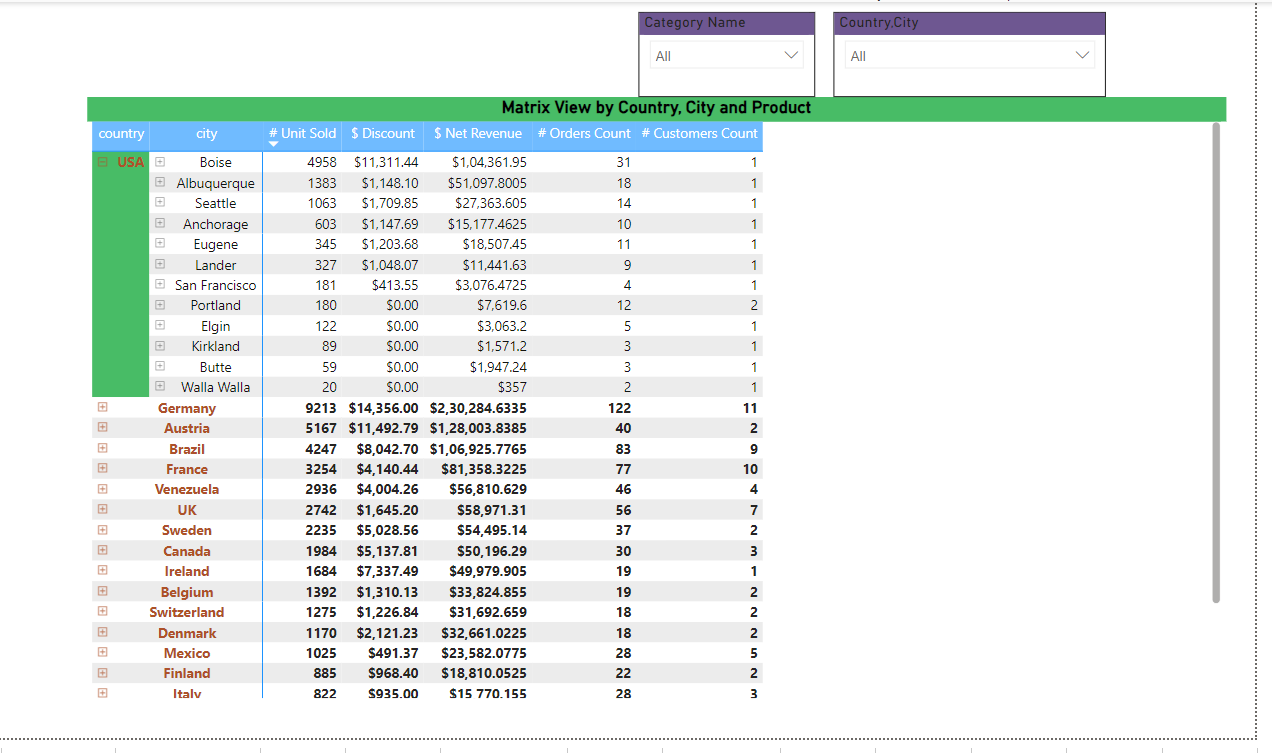 Category Name
All
Country,City
All
Matrix View by Country, City and Product
country city # Unit Sold $ Discount $ Net Revenue # Orders Count # Customers Count
USA Boise 4958 $11,311.44 $1,04,361.95 31 1
Albuquerque 1383 $1,148.10 $51,097.8005 18 1
Seattle 1063 $1,709.85 $27,363.605 14 1
Anchorage 603 $1,147.69 $15,177.4625 10 1
Eugene 345 $1,203.68 $18,507.45 11 1
Lander 327 $1,048.07 $11,441.63 9 1
San Francisco 181 $413.55 $3,076.4725 4 1
Portland 180 $0.00 $7,619.6 12 2
Elgin 122 $0.00 $3,063.2 5 1
Kirkland 89 $0.00 $1,571.2 3 1
Butte 59 $0.00 $1,947.24 3 1
Walla Walla 20 $0.00 $357 2 1
Germany 9213 $14,356.00 $2,30,284.6335 122 11
Austria 5167 $11,492.79 $1,28,003.8385 40 2
Brazil 4247 $8,042.70 $1,06,925.7765 83 9
France 3254 $4,140.44 $81,358.3225 77 10
Venezuela 2936 $4,004.26 $56,810.629 46 4
UK 2742 $1,645.20 $58,971.31 56 7
Sweden 2235 $5,028.56 $54,495.14 37 2
Canada 1984 $5,137.81 $50,196.29 30 3
Ireland 1684 $7,337.49 $49,979.905 19 1
Belgium 1392 $1,310.13 $33,824.855 19 2
Switzerland 1275 $1,226.84 $31,692.659 18 2
Denmark 1170 $2,121.23 $32,661.0225 18 2
Mexico 1025 $491.37 $23,582.0775 28 5
Finland 885 $968.40 $18,810.0525 22 2
Italy 822 $935.00 $15,770.155 28 3